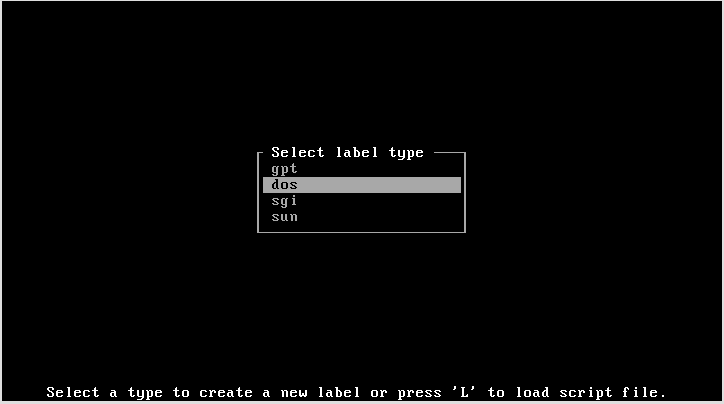 Select label type
gpt
dos
sgi
sun
Select a type to create a new label or press 'L' to load script file.